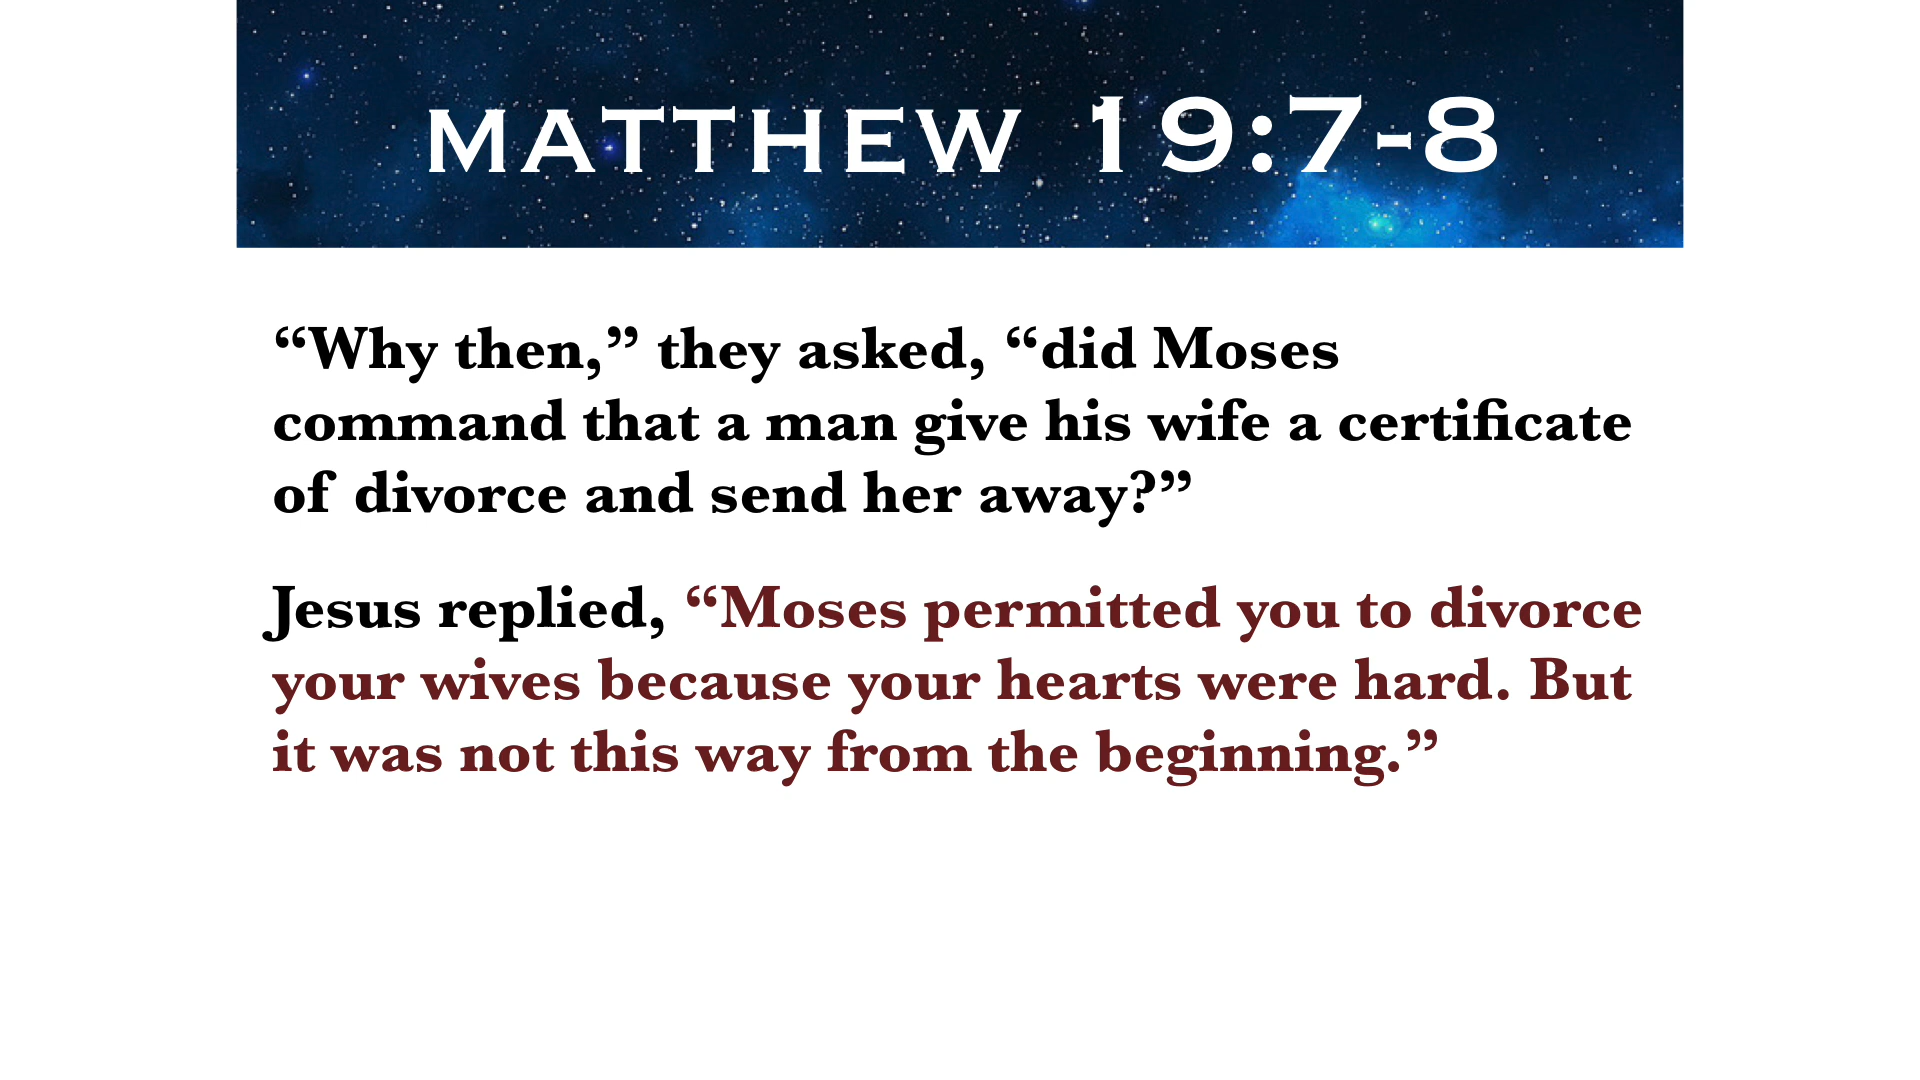 MATTHEW 19:7-8
“Why then,” they asked, “did Moses
command that a man give his wife a certificate
of divorce and send her away?”
Jesus replied, “Moses permitted you to divorce
your wives because your hearts were hard. But
it was not this way from the beginning.”